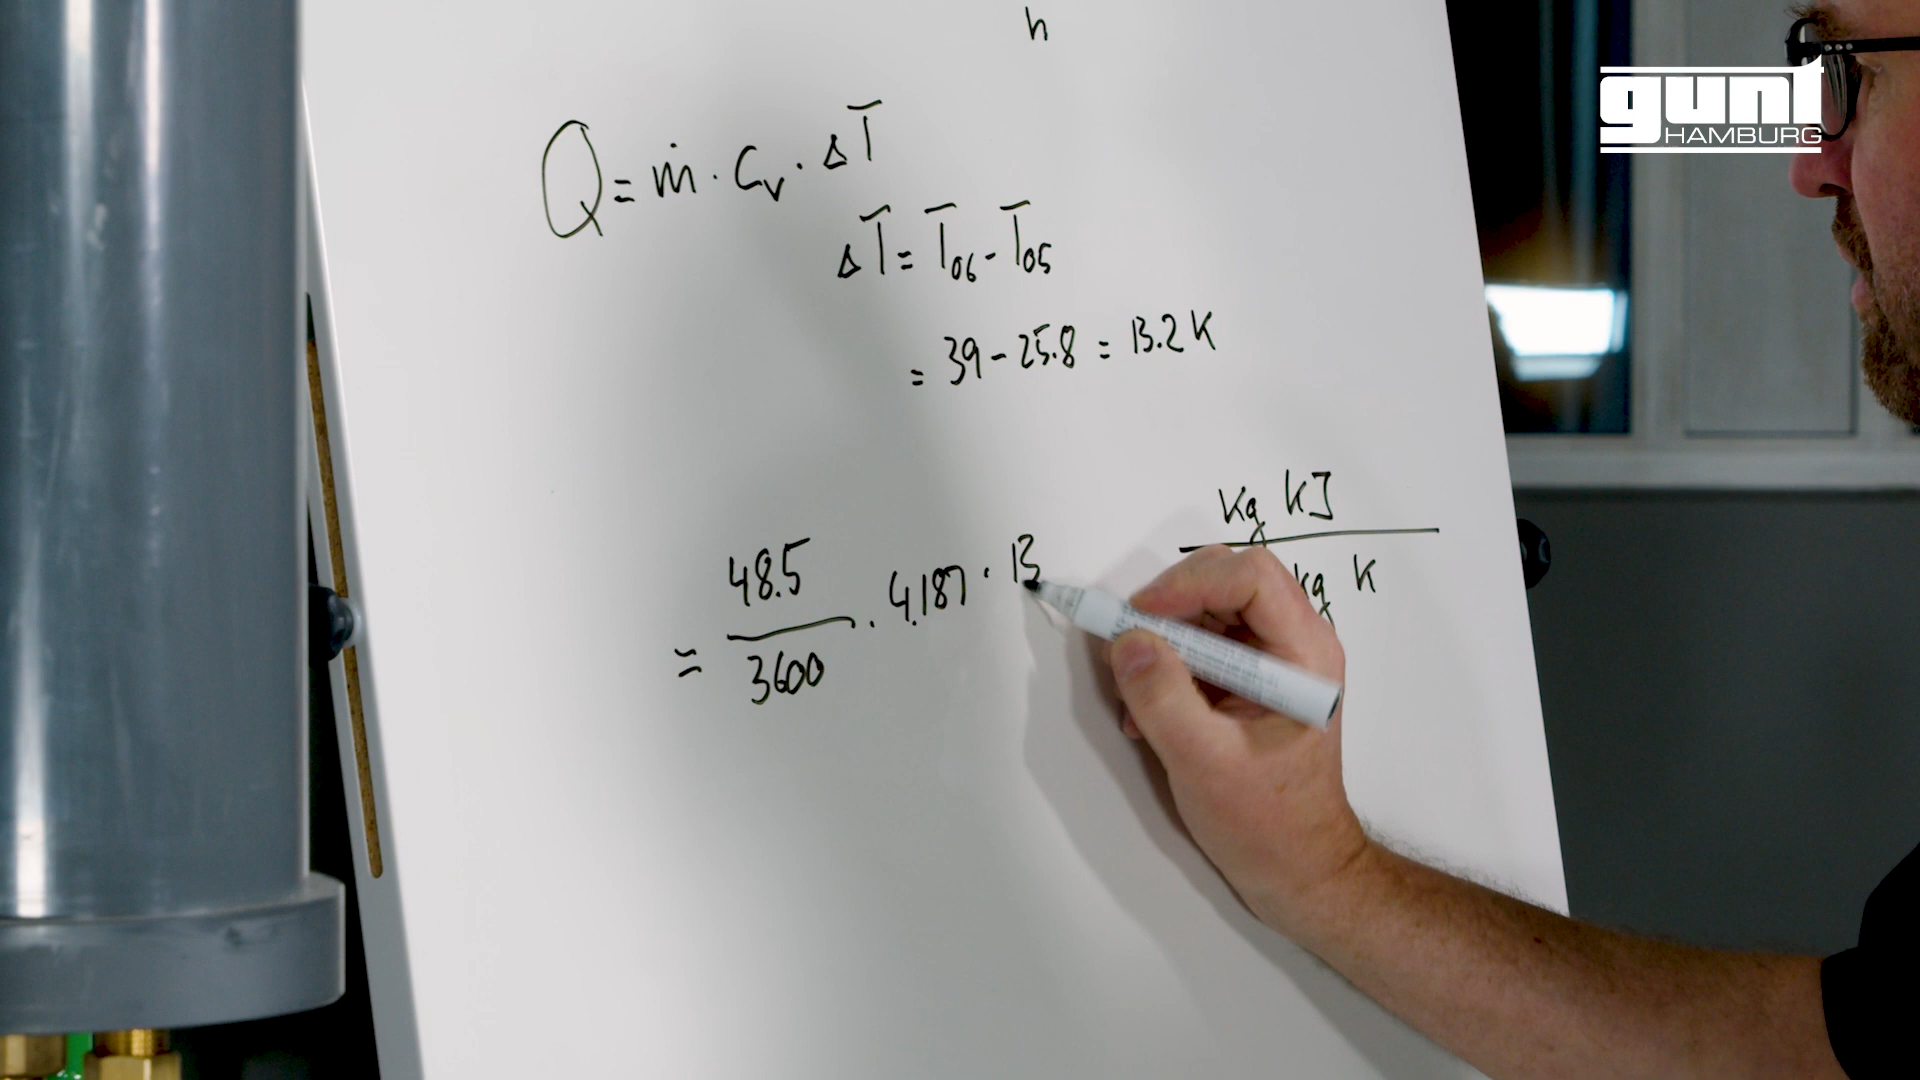 h
gunt
HAMBURG
Q = ṁ · Cv · ΔT
ΔT = T06 - T05
= 39 - 25.8 = 13.2 K
kg kJ
kg K
= 48.5 / 3600 · 4.187 · 13